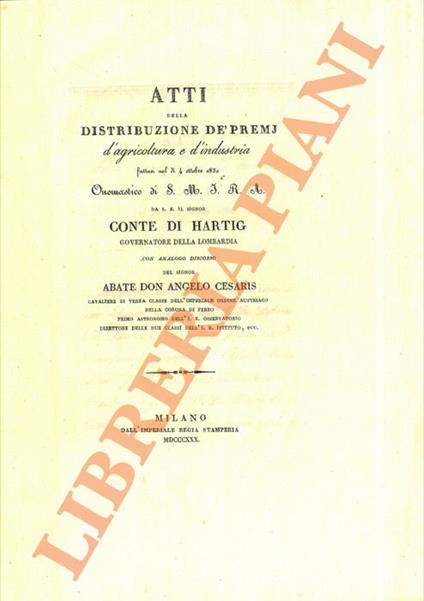 ATTI
DELLA
DISTRIBUZIONE DE' PREMJ
d'agricoltura e d'industria
fattasi nel dì 4 ottobre 1830
Onomastico di S. M. I. R. A.
DA S. E. IL SIGNOR
CONTE DI HARTIG
GOVERNATORE DELLA LOMBARDIA
CON ANALOGO DISCORSO
DEL SIGNOR
ABATE DON ANGELO CESARIS
CAVALIERE DI TERZA CLASSE DELL'IMPERIALE ORDINE AUSTRIACO
DELLA CORONA DI FERRO
PRIMO ASTRONOMO DELL'I. R. OSSERVATORIO
DIRETTORE DELLE DUE CLASSI DELL'I. R. ISTITUTO, ECC.
MILANO
DALL'IMPERIALE REGIA STAMPERIA
MDCCCXXX.
LIBRERIA PIANI